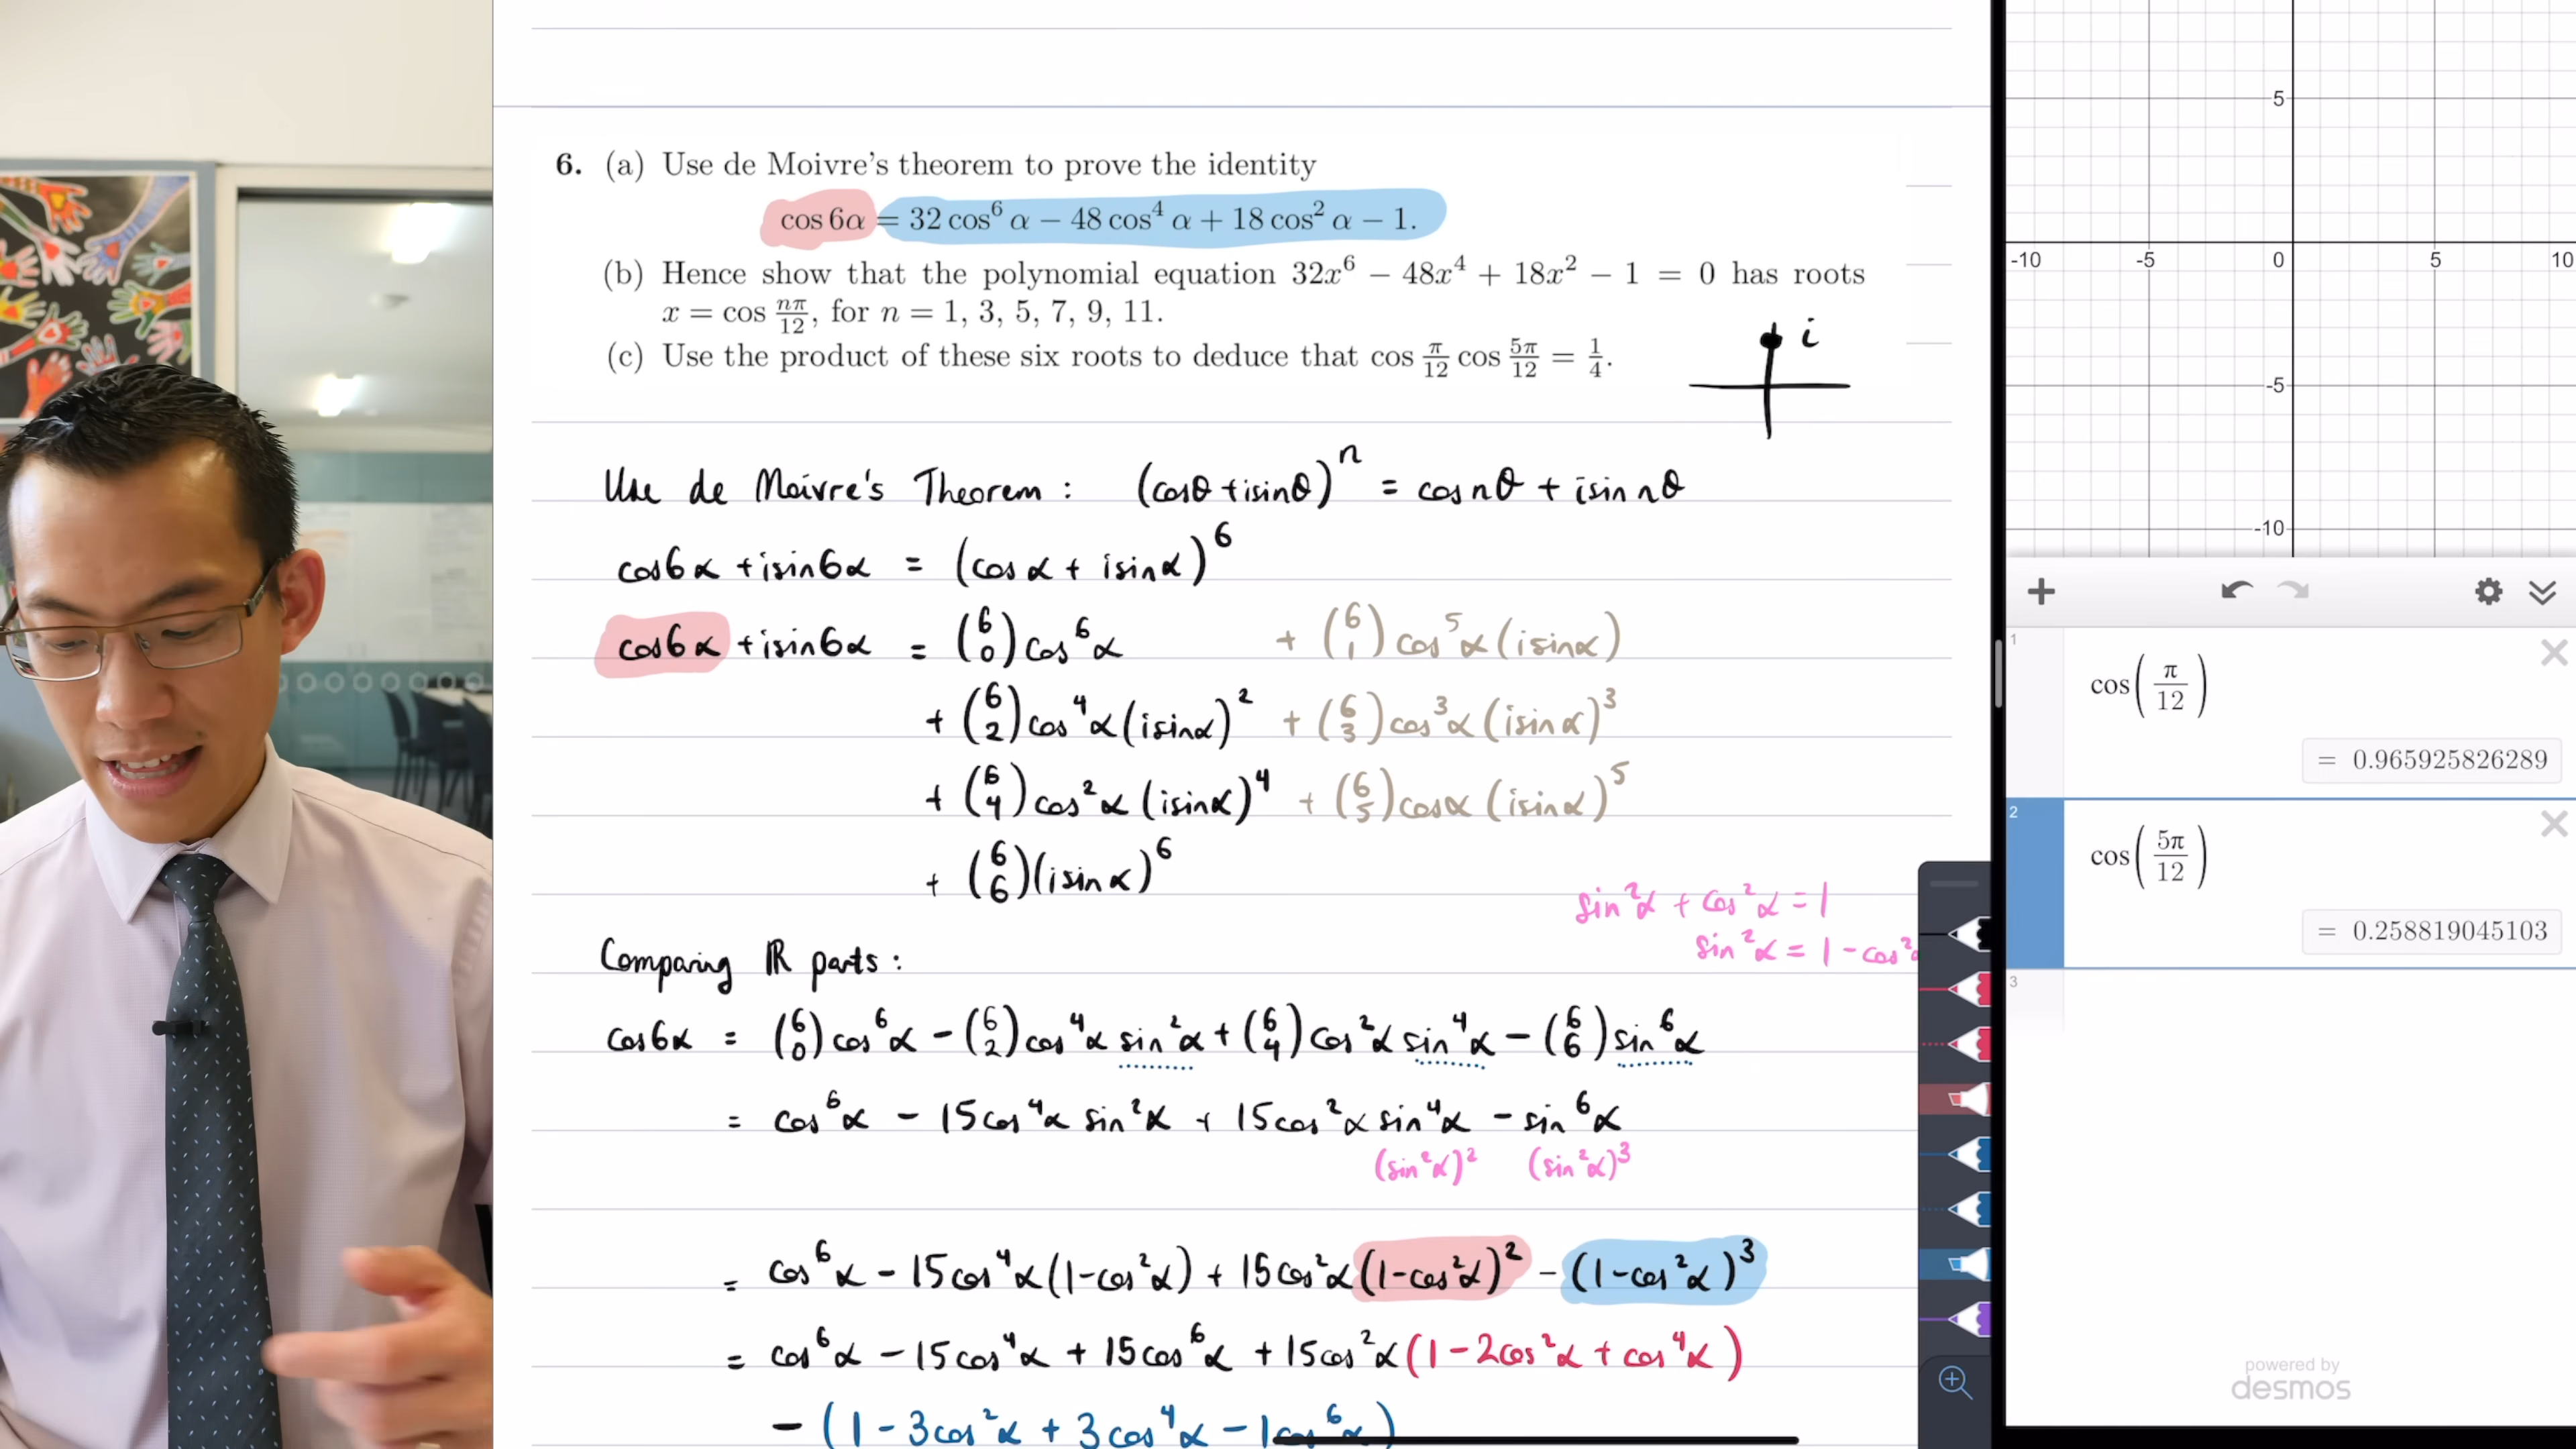 6. (a) Use de Moivre's theorem to prove the identity
cos 6α = 32 cos⁶ α − 48 cos⁴ α + 18 cos² α − 1.
(b) Hence show that the polynomial equation 32x⁶ − 48x⁴ + 18x² − 1 = 0 has roots
x = cos nπ/12, for n = 1, 3, 5, 7, 9, 11.
(c) Use the product of these six roots to deduce that cos π/12 cos 5π/12 = 1/4.
i
Use de Moivre's Theorem : (cosθ + isinθ)ⁿ = cos nθ + isin nθ
cos6α + isin6α = (cosα + isinα)⁶
cos6α + isin6α = (6 0)cos⁶α + (6 1)cos⁵α(isinα)
+ (6 2)cos⁴α(isinα)² + (6 3)cos³α(isinα)³
+ (6 4)cos²α(isinα)⁴ + (6 5)cosα(isinα)⁵
+ (6 6)(isinα)⁶
sin²α + cos²α = 1
sin²α = 1 − cos²
Comparing ℝ parts :
cos6α = (6 0)cos⁶α − (6 2)cos⁴α sin²α + (6 4)cos²α sin⁴α − (6 6)sin⁶α
= cos⁶α − 15cos⁴α sin²α + 15cos²α sin⁴α − sin⁶α
(sin²α)² (sin²α)³
= cos⁶α − 15cos⁴α(1−cos²α) + 15cos²α(1−cos²α)² − (1−cos²α)³
= cos⁶α − 15cos⁴α + 15cos⁶α + 15cos²α(1−2cos²α + cos⁴α)
− (1 − 3cos²α + 3cos⁴α − 1cos⁶α)
5
-10 -5 0 5 10
-5
-10
1
cos(π/12)
= 0.965925826289
2
cos(5π/12)
= 0.258819045103
3
powered by
desmos